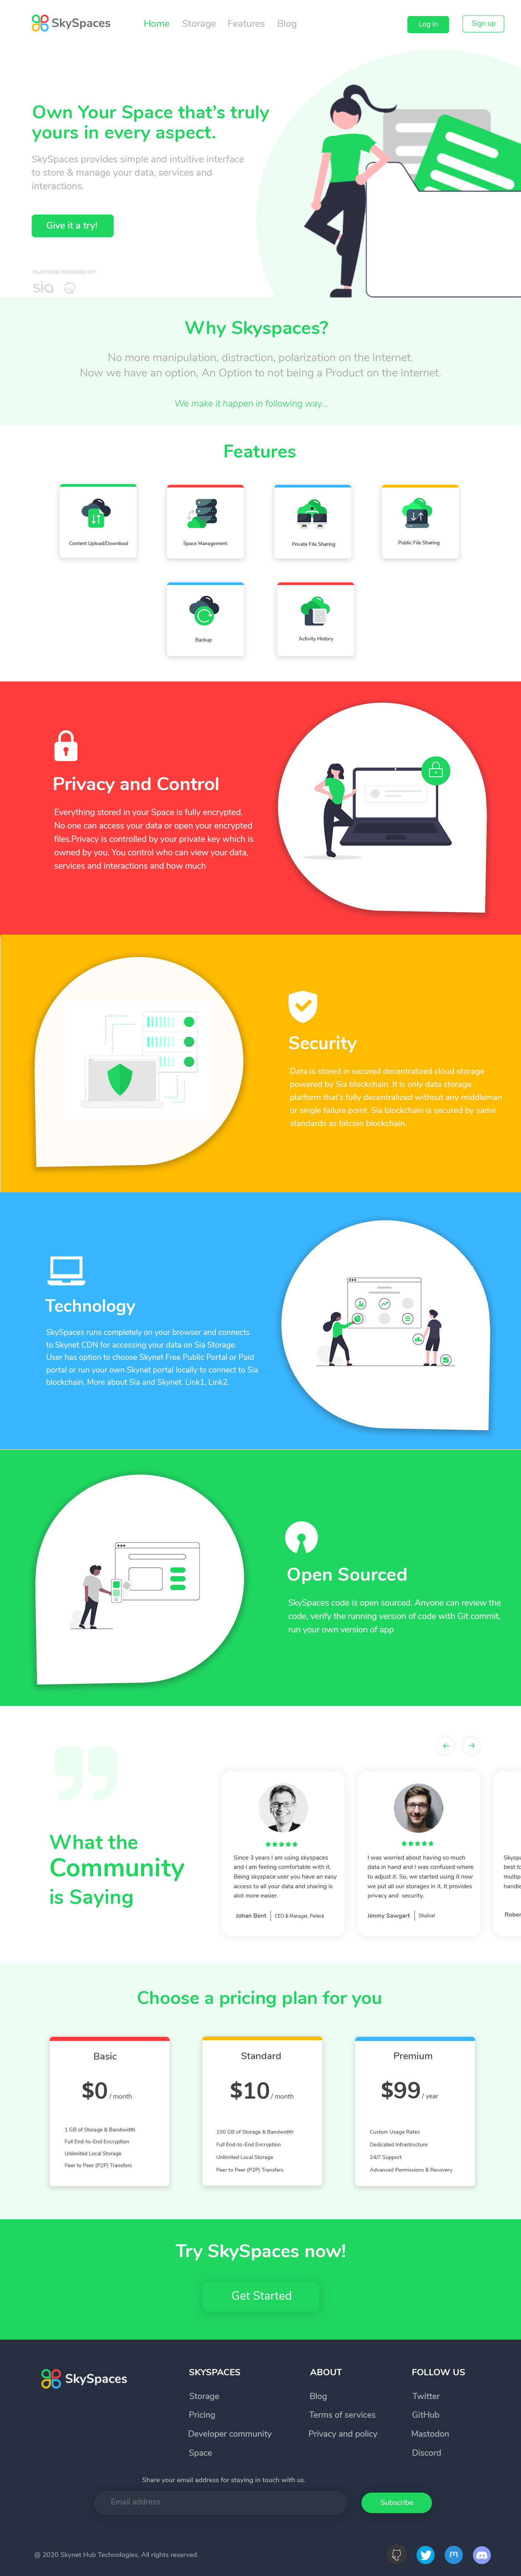 SkySpaces
Home Storage Features Blog
Log in
Sign up
Own Your Space that's truly
yours in every aspect.
SkySpaces provides simple and intuitive interface
to store & manage your data, services and
interactions.
Give it a try!
PLATFORM POWERED BY:
sia
Why Skyspaces?
No more manipulation, distraction, polarization on the Internet.
Now we have an option, An Option to not being a Product on the Internet.
We make it happen in following way...
Features
Content Upload/Download
Space Management
Private File Sharing
Public File Sharing
Backup
Activity History
Privacy and Control
Everything stored in your Space is fully encrypted.
No one can access your data or open your encrypted
files.Privacy is controlled by your private key which is
owned by you. You control who can view your data,
services and interactions and how much
Security
Data is stored in secured decentralized cloud storage
powered by Sia blockchain. It is only data storage
platform that's fully decentralized without any middleman
or single failure point. Sia blockchain is secured by same
standards as bitcoin blockchain.
Technology
SkySpaces runs completely on your browser and connects
to Skynet CDN for accessing your data on Sia Storage.
User has option to choose Skynet Free Public Portal or Paid
portal or run your own Skynet portal locally to connect to Sia
blockchain. More about Sia and Skynet. Link1, Link2.
Open Sourced
SkySpaces code is open sourced. Anyone can review the
code, verify the running version of code with Git commit,
run your own version of app
What the
Community
is Saying
Since 3 years I am using skyspaces
and I am feeling comfortable with it.
Being skyspace user you have an easy
access to all your data and sharing is
alot more easier.
Johan Bent
CEO & Manager, Pelleck
I was worried about having so much
data in hand and I was confused where
to adjust it. So, we started using it now
we put all our storages in it. It provides
privacy and security.
Jimmy Sawgart
Shulvat
Skyspa
best to
multip
handle
Rober
Choose a pricing plan for you
Basic
$0 / month
1 GB of Storage & Bandwidth
Full End-to-End Encryption
Unlimited Local Storage
Peer to Peer (P2P) Transfers
Standard
$10 / month
100 GB of Storage & Bandwidth
Full End-to-End Encryption
Unlimited Local Storage
Peer to Peer (P2P) Transfers
Premium
$99 / year
Custom Usage Rates
Dedicated Infrastructure
24/7 Support
Advanced Permissions & Recovery
Try SkySpaces now!
Get Started
SkySpaces
SKYSPACES
Storage
Pricing
Developer community
Space
ABOUT
Blog
Terms of services
Privacy and policy
FOLLOW US
Twitter
GitHub
Mastodon
Discord
Share your email address for staying in touch with us.
Email address
Subscribe
@ 2020 Skynet Hub Technologies. All rights reserved